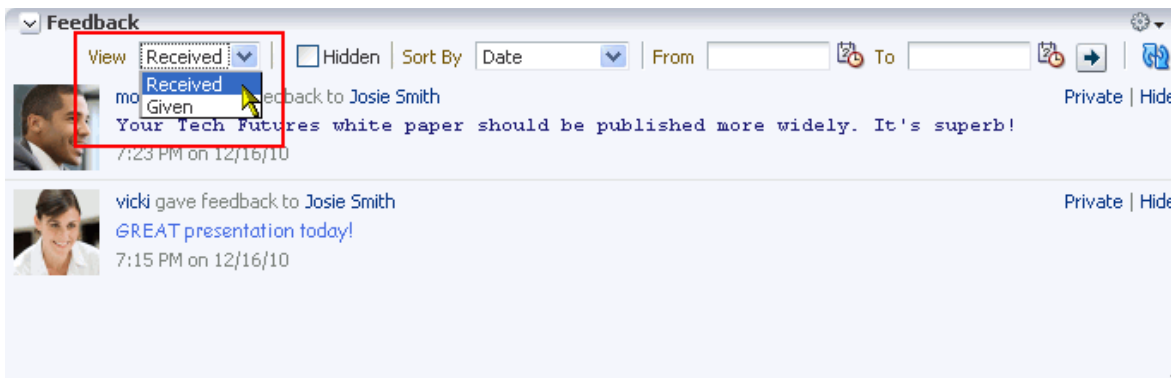 Feedback
View Received Hidden Sort By Date From To
Received
Given
mo edback to Josie Smith Private | Hide
Your Tech Futures white paper should be published more widely. It's superb!
7:23 PM on 12/16/10
vicki gave feedback to Josie Smith Private | Hide
GREAT presentation today!
7:15 PM on 12/16/10